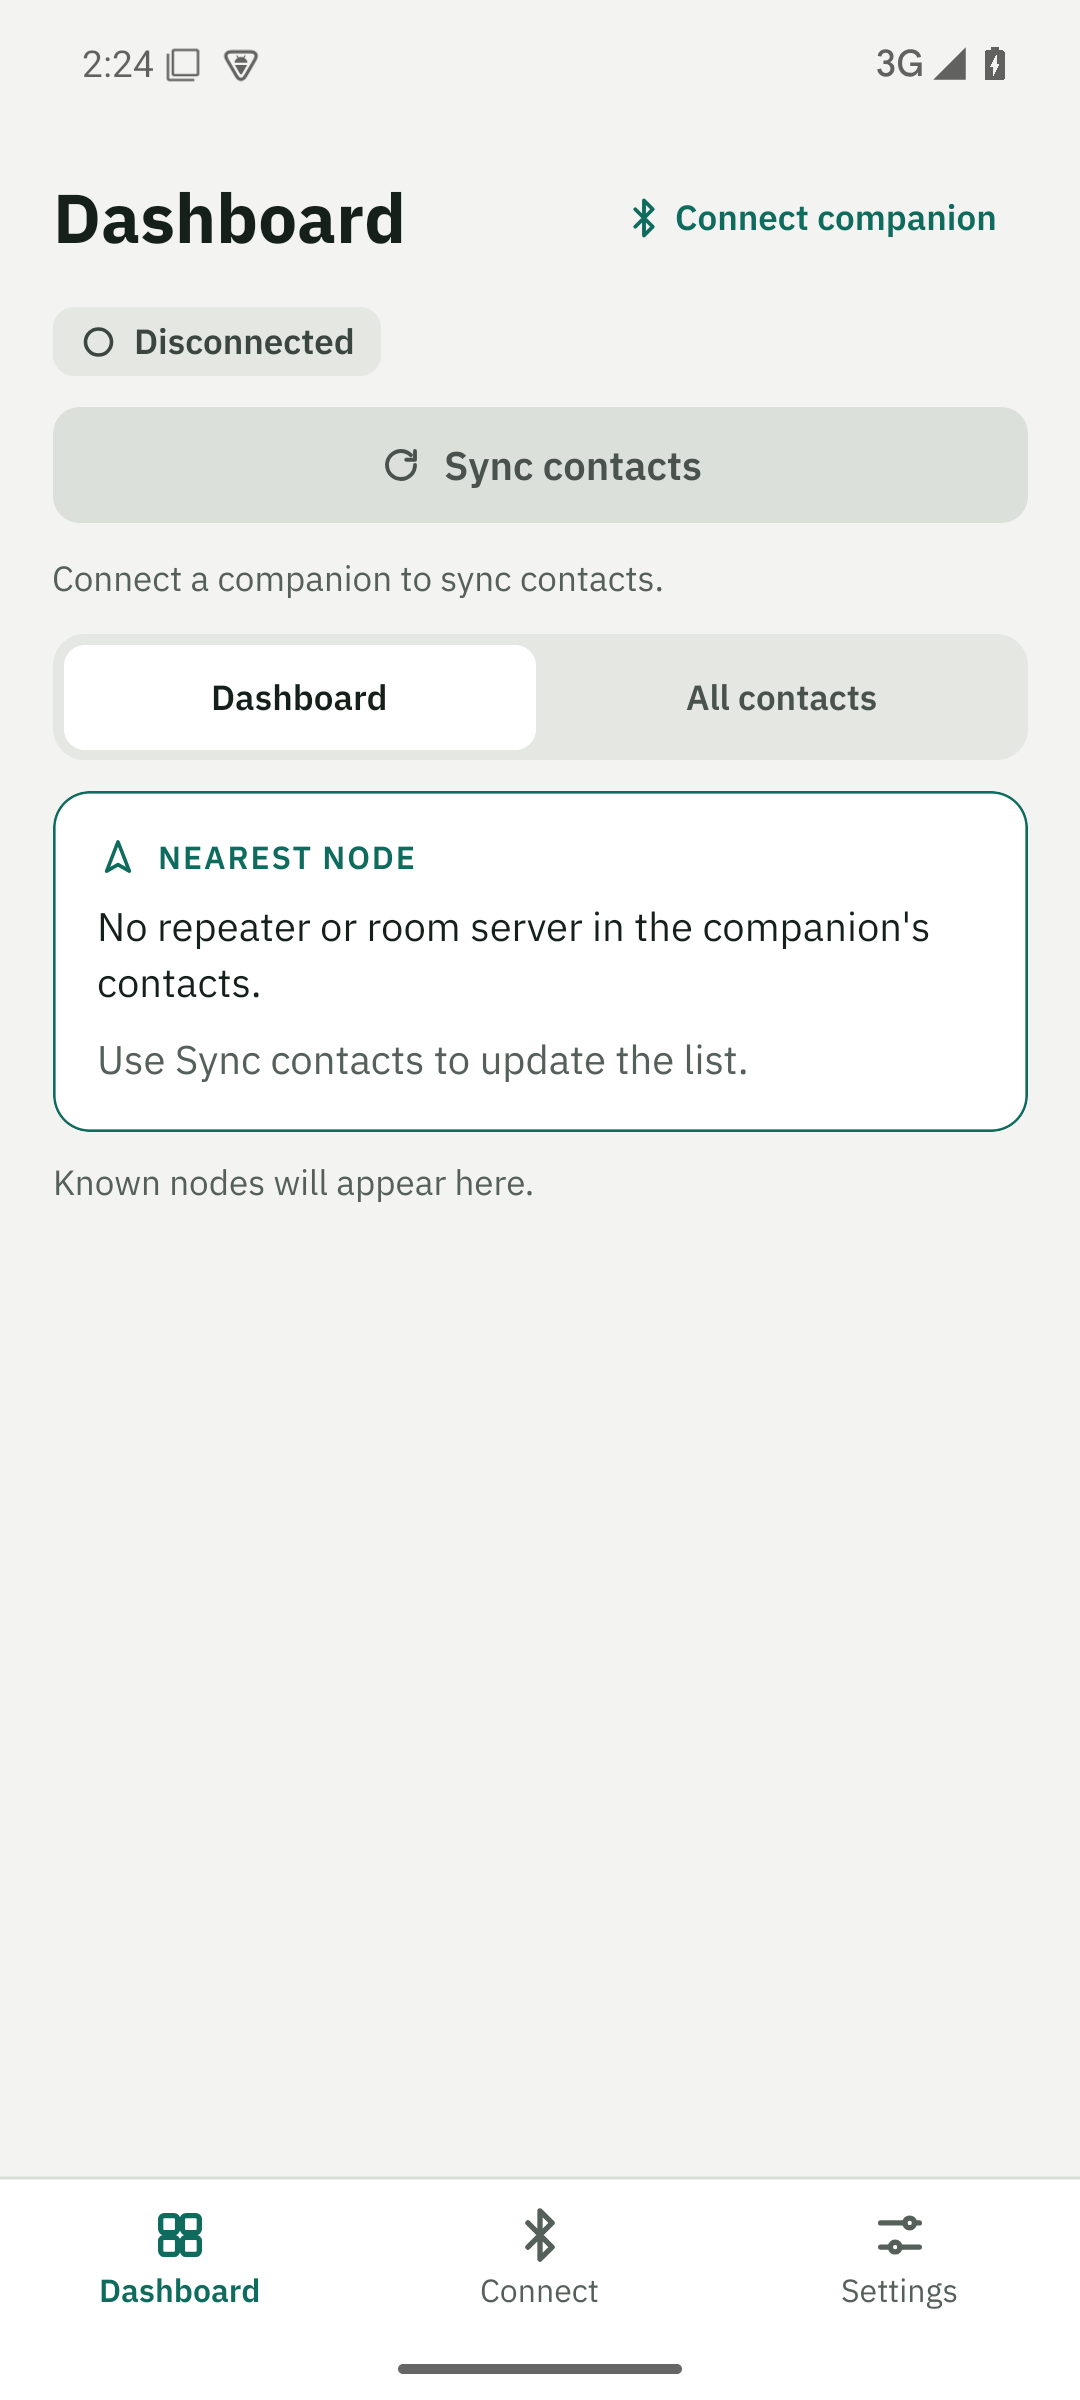 2:24
3G
Dashboard
Connect companion
Disconnected
Sync contacts
Connect a companion to sync contacts.
Dashboard
All contacts
NEAREST NODE
No repeater or room server in the companion's
contacts.
Use Sync contacts to update the list.
Known nodes will appear here.
Dashboard
Connect
Settings